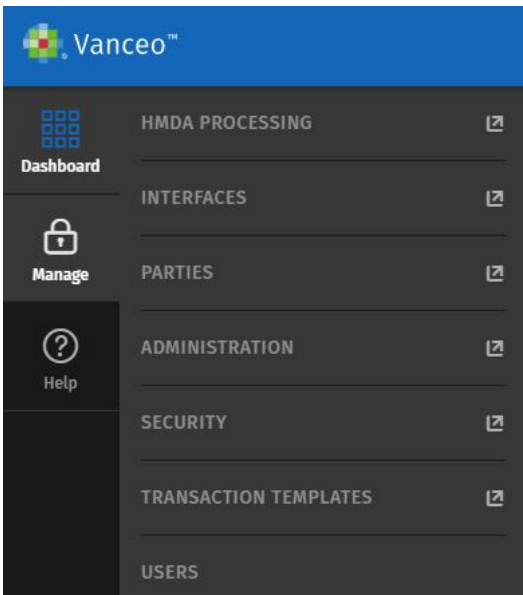 Vanceo™
Dashboard
Manage
Help
HMDA PROCESSING
INTERFACES
PARTIES
ADMINISTRATION
SECURITY
TRANSACTION TEMPLATES
USERS